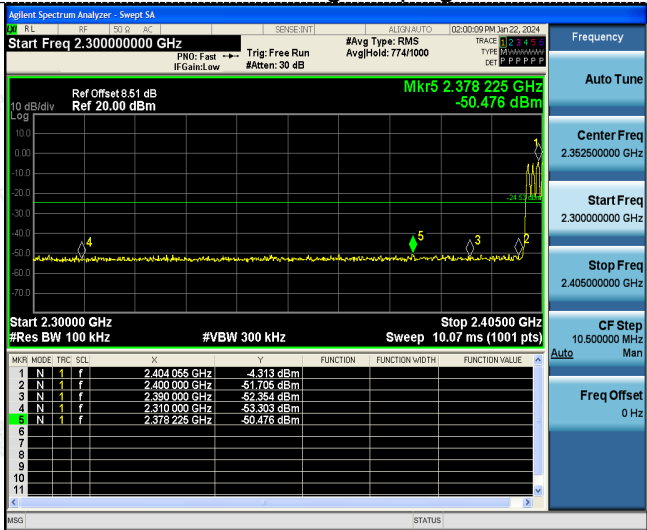 Agilent Spectrum Analyzer - Swept SA
RL RF 50 Ω AC SENSE:INT ALIGN AUTO 02:00:09 PM Jan 22, 2024
Start Freq 2.300000000 GHz
PNO: Fast
IFGain:Low
Trig: Free Run
#Atten: 30 dB
#Avg Type: RMS
Avg|Hold: 774/1000
TRACE 1 2 3 4 5 6
TYPE M
DET P P P P P P
Ref Offset 8.51 dB
Ref 20.00 dBm
10 dB/div
Log
Mkr5 2.378 225 GHz
-50.476 dBm
10.0
0.00
-10.0
-20.0
-30.0
-40.0
-50.0
-60.0
-70.0
1
2
3
4
5
Start 2.30000 GHz
#Res BW 100 kHz
#VBW 300 kHz
Stop 2.40500 GHz
Sweep 10.07 ms (1001 pts)
MKR MODE TRC SCL X Y FUNCTION FUNCTION WIDTH FUNCTION VALUE
1 N 1 f 2.404 055 GHz -4.313 dBm
2 N 1 f 2.400 000 GHz -51.705 dBm
3 N 1 f 2.390 000 GHz -52.354 dBm
4 N 1 f 2.310 000 GHz -53.303 dBm
5 N 1 f 2.378 225 GHz -50.476 dBm
6
7
8
9
10
11
MSG STATUS
Frequency
Auto Tune
Center Freq
2.352500000 GHz
Start Freq
2.300000000 GHz
Stop Freq
2.405000000 GHz
CF Step
10.500000 MHz
Auto Man
Freq Offset
0 Hz